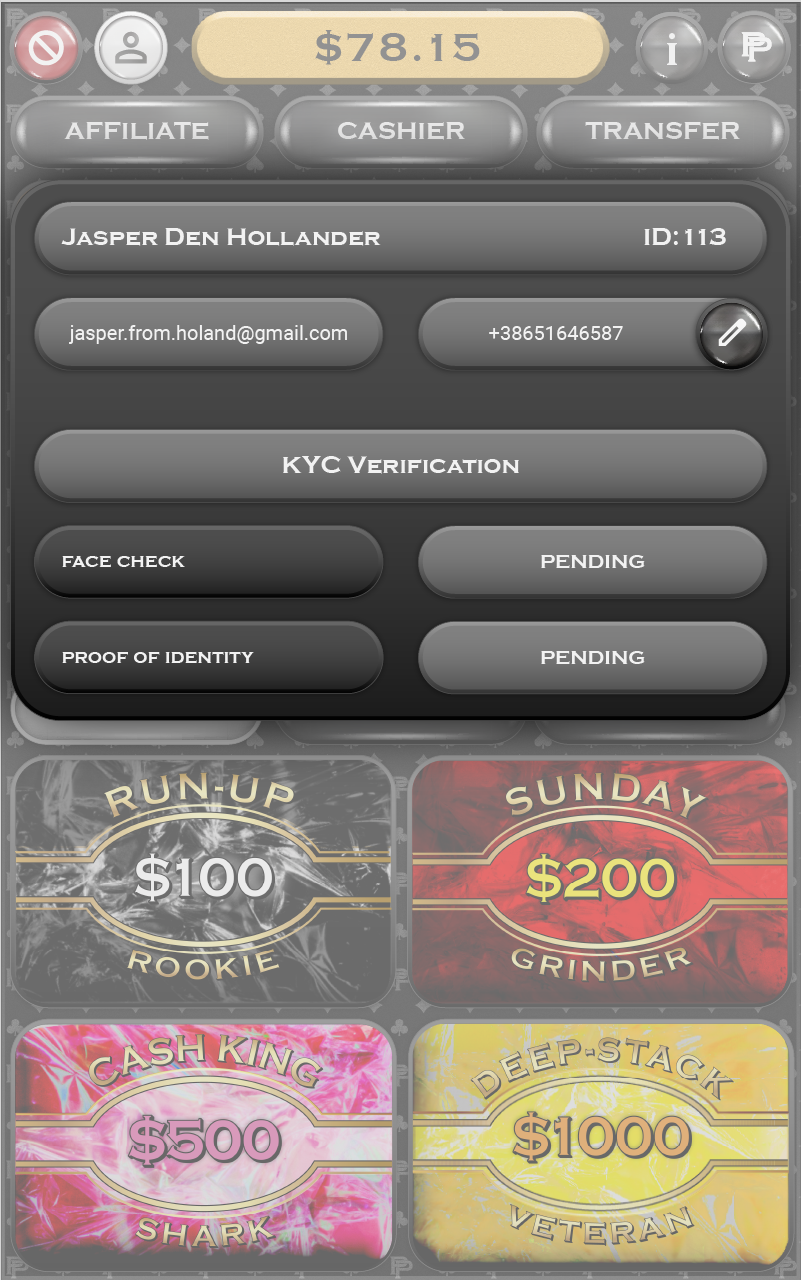 $78.15
i
PP
AFFILIATE CASHIER TRANSFER
JASPER DEN HOLLANDER ID:113
jasper.from.holand@gmail.com +38651646587
KYC VERIFICATION
FACE CHECK PENDING
PROOF OF IDENTITY PENDING
RUN-UP
$100
ROOKIE
SUNDAY
$200
GRINDER
CASH KING
$500
SHARK
DEEP-STACK
$1000
VETERAN